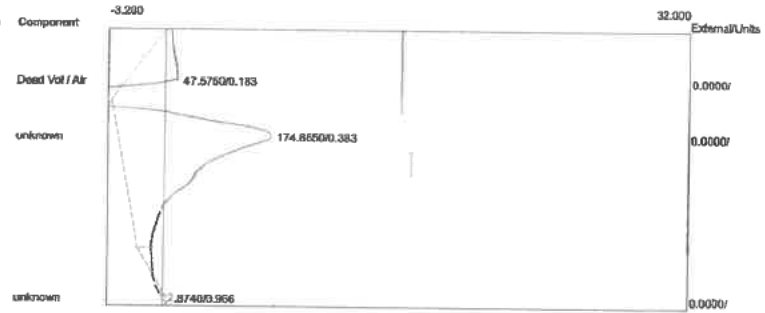 -3.200 32.000
Component External/Units
Dead Vol / Air 47.5750/0.183 0.0000/
unknown 174.8650/0.383 0.0000/
unknown .8740/0.966 0.0000/